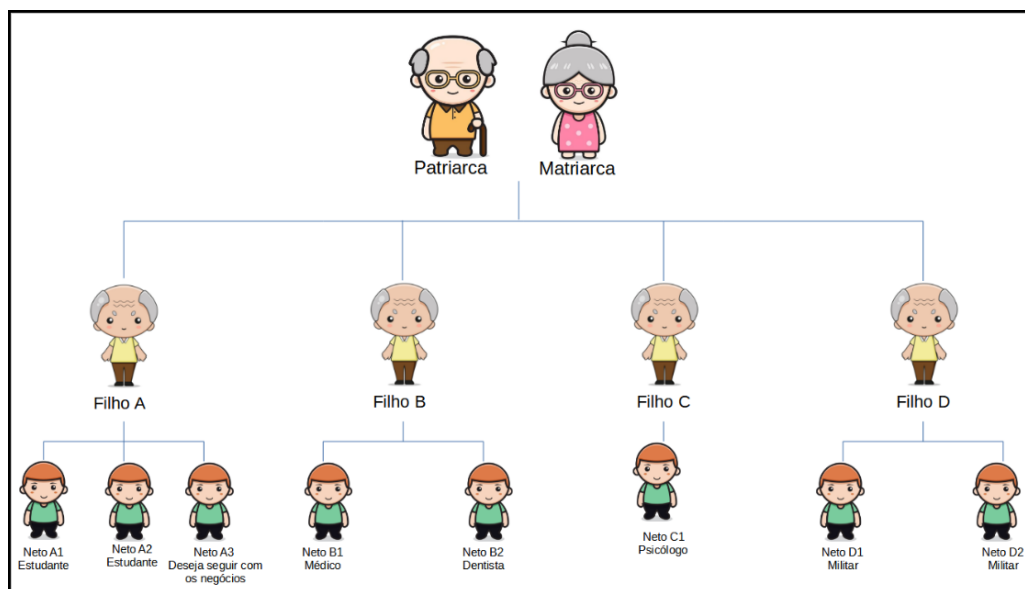 Patriarca
Matriarca
Filho A
Filho B
Filho C
Filho D
Neto A1
Estudante
Neto A2
Estudante
Neto A3
Deseja seguir com
os negócios
Neto B1
Médico
Neto B2
Dentista
Neto C1
Psicólogo
Neto D1
Militar
Neto D2
Militar